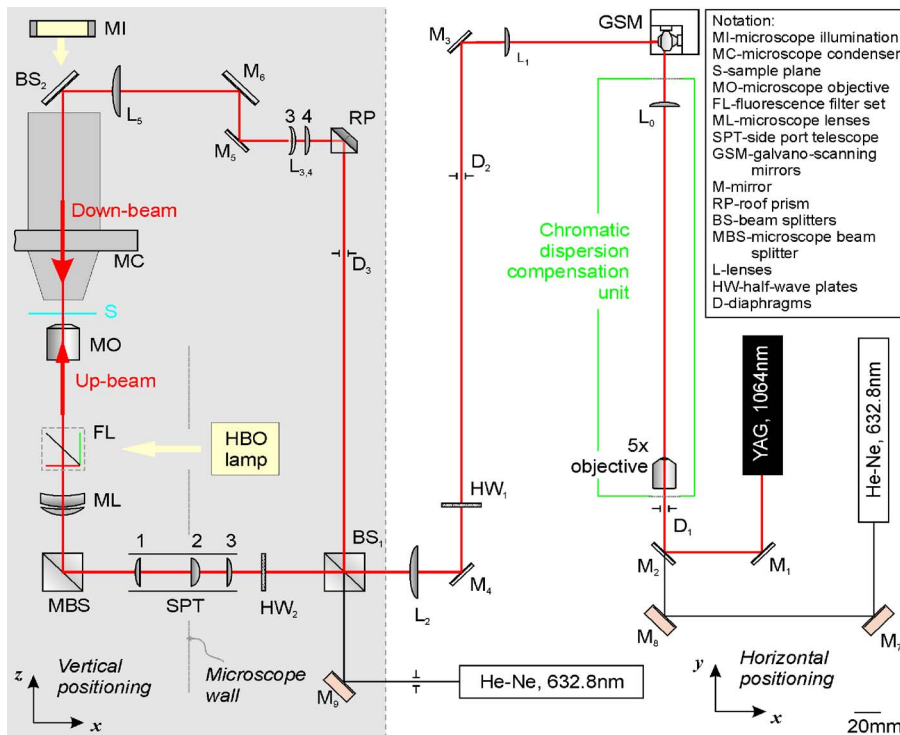 MI
BS2
L5
M6
M5
3 4
L3,4
RP
Down-beam
MC
S
MO
Up-beam
FL
HBO
lamp
ML
D3
1
2
3
BS1
MBS
SPT
HW2
Vertical
positioning
z
x
Microscope
wall
M9
He-Ne, 632.8nm
M3
L1
D2
HW1
M4
L2
GSM
L0
Chromatic
dispersion
compensation
unit
5x
objective
D1
M2
M1
YAG, 1064nm
He-Ne, 632.8nm
M8
M7
y
x
Horizontal
positioning
20mm
Notation:
MI-microscope illumination
MC-microscope condenser
S-sample plane
MO-microscope objective
FL-fluorescence filter set
ML-microscope lenses
SPT-side port telescope
GSM-galvano-scanning
mirrors
M-mirror
RP-roof prism
BS-beam splitters
MBS-microscope beam
splitter
L-lenses
HW-half-wave plates
D-diaphragms